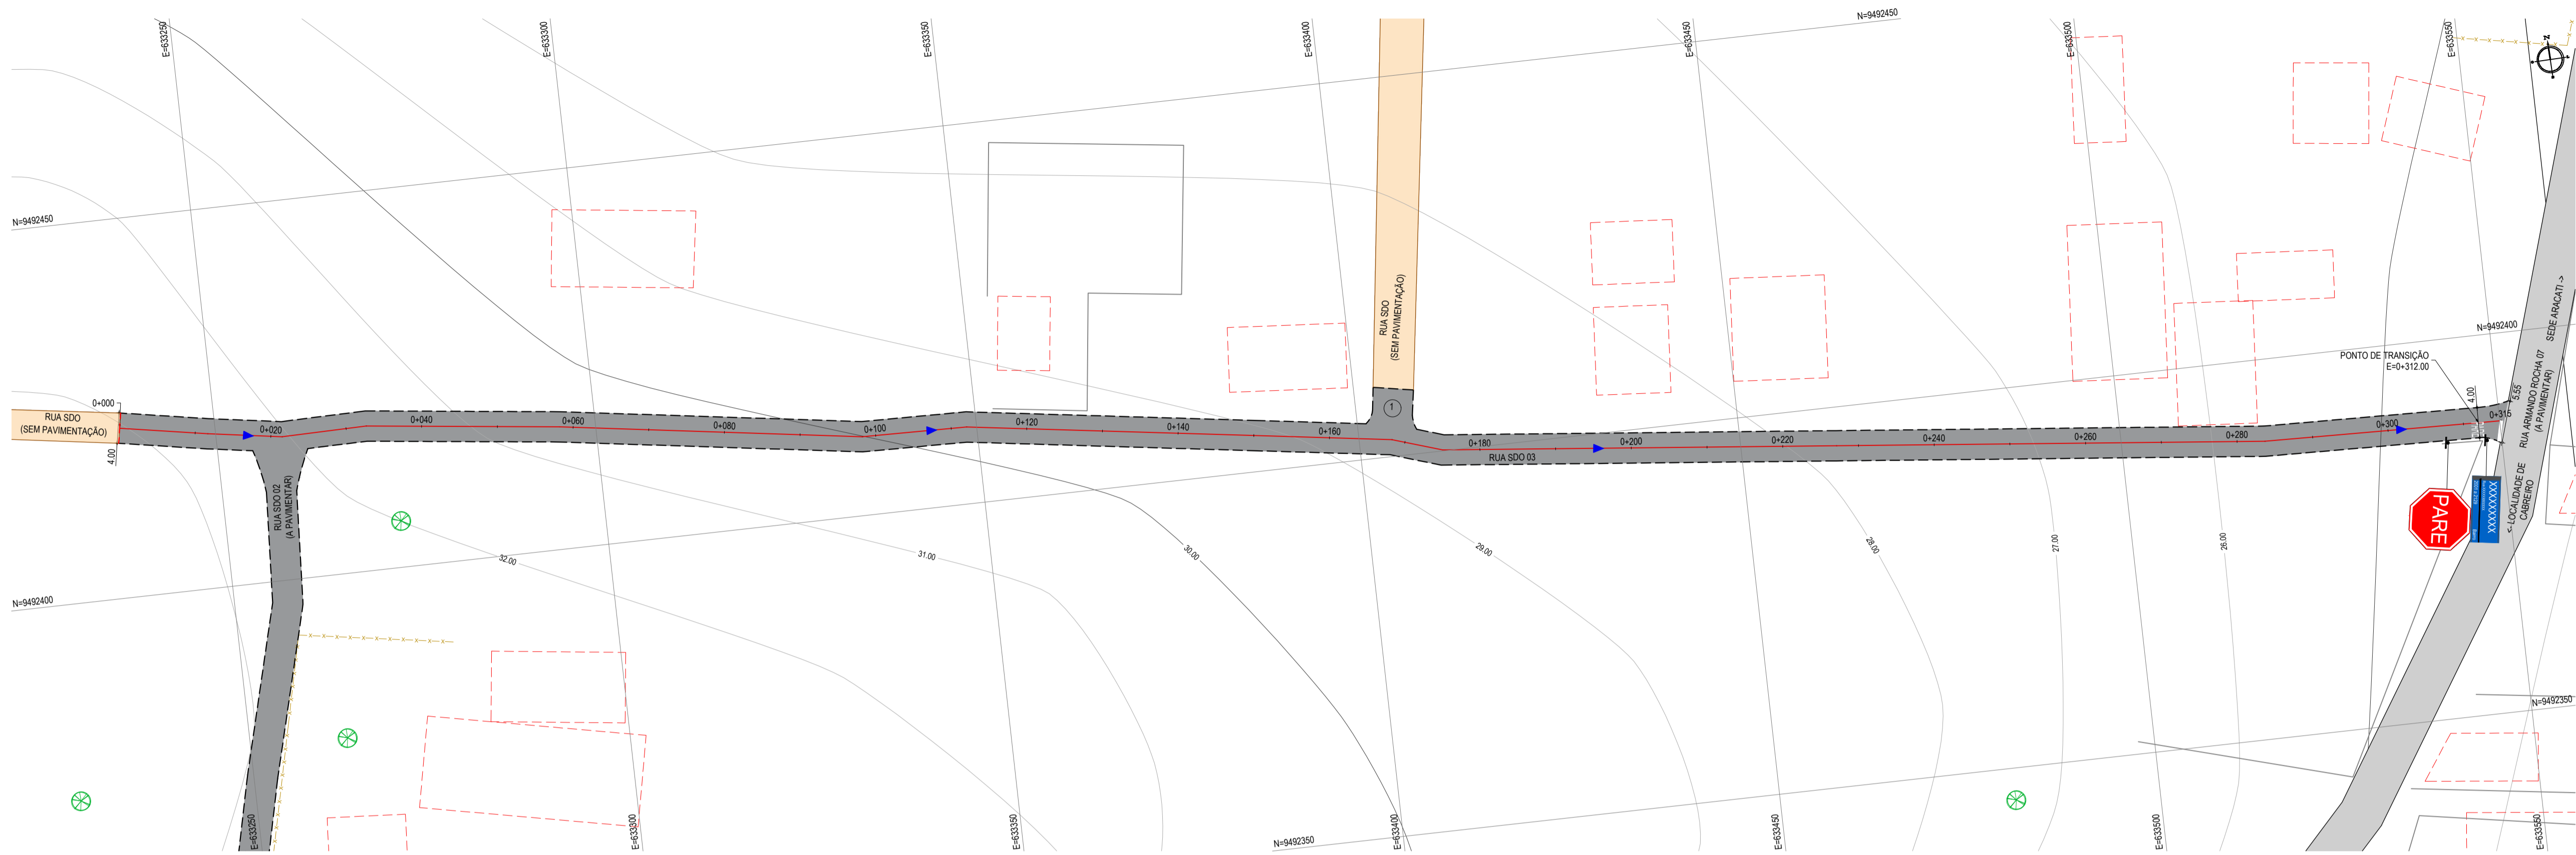 E=633250
E=633300
E=633350
E=633400
E=633450
E=633500
E=633550
N=9492450
N
N=9492450
RUA SDO
(SEM PAVIMENTAÇÃO)
SEDE ARACATI ->
RUA ARMANDO ROCHA 07
(A PAVIMENTAR)
<- LOCALIDADE DE
CABREIRO
N=9492400
PONTO DE TRANSIÇÃO
E=0+312.00
4.00
5.55
0+000
RUA SDO
(SEM PAVIMENTAÇÃO)
4.00
0+020
0+040
0+060
0+080
0+100
0+120
0+140
0+160
1
0+180
0+200
0+220
0+240
0+260
0+280
0+300
0+315
RUA SDO 03
RUA SDO 02
(A PAVIMENTAR)
PARE
XXXXXXXXXX
32.00
31.00
30.00
29.00
28.00
27.00
26.00
N=9492400
N=9492350
N=9492350
E=633250
E=633300
E=633350
E=633400
E=633450
E=633500
E=633550